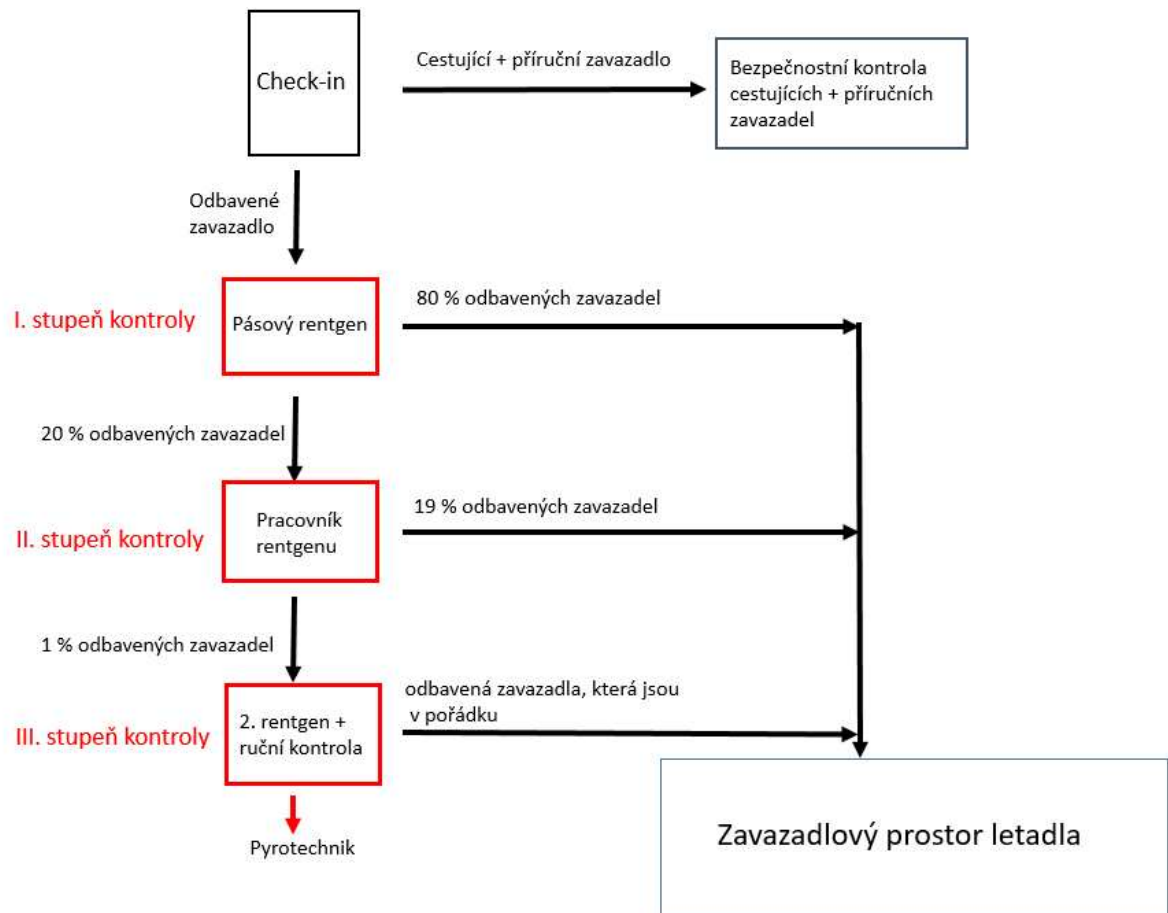 Check-in
Cestující + příruční zavazadlo
Bezpečnostní kontrola
cestujících + příručních
zavazadel
Odbavené
zavazadlo
I. stupeň kontroly
Pásový rentgen
80 % odbavených zavazadel
20 % odbavených zavazadel
II. stupeň kontroly
Pracovník
rentgenu
19 % odbavených zavazadel
1 % odbavených zavazadel
III. stupeň kontroly
2. rentgen +
ruční kontrola
odbavená zavazadla, která jsou
v pořádku
Pyrotechnik
Zavazadlový prostor letadla